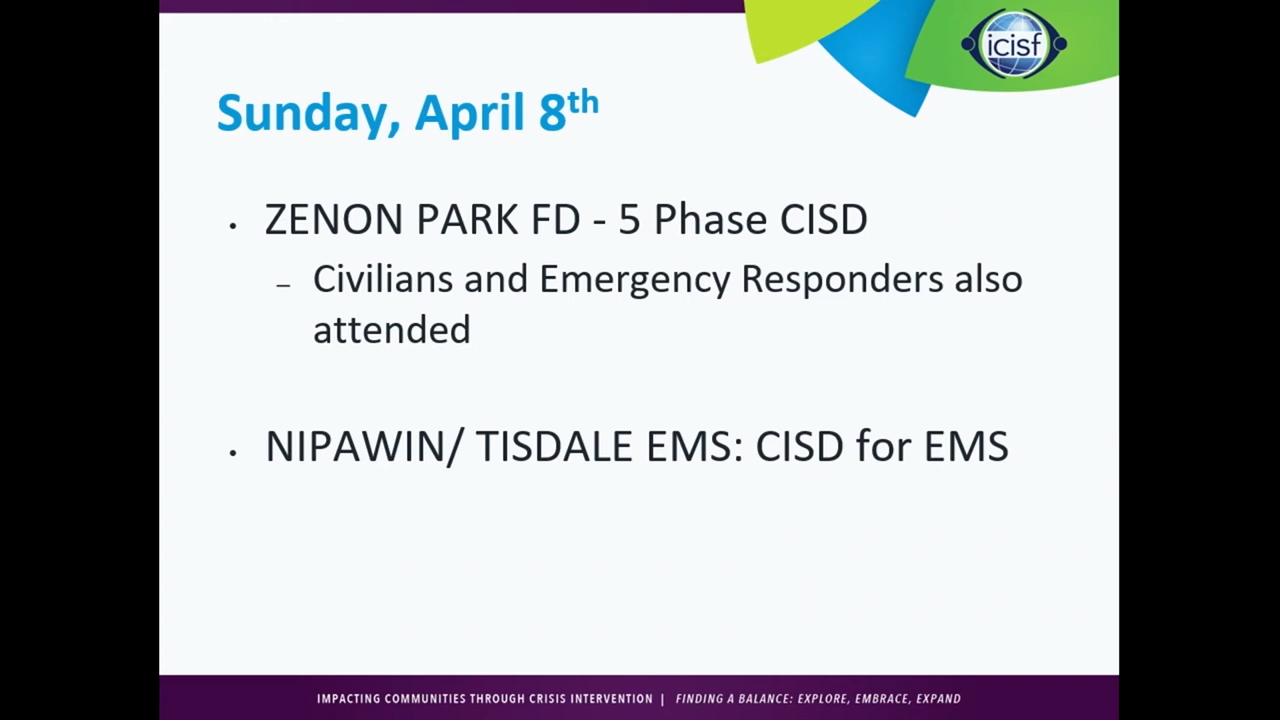 icisf
Sunday, April 8th
• ZENON PARK FD - 5 Phase CISD
– Civilians and Emergency Responders also
attended
• NIPAWIN/ TISDALE EMS: CISD for EMS
IMPACTING COMMUNITIES THROUGH CRISIS INTERVENTION | FINDING A BALANCE: EXPLORE, EMBRACE, EXPAND